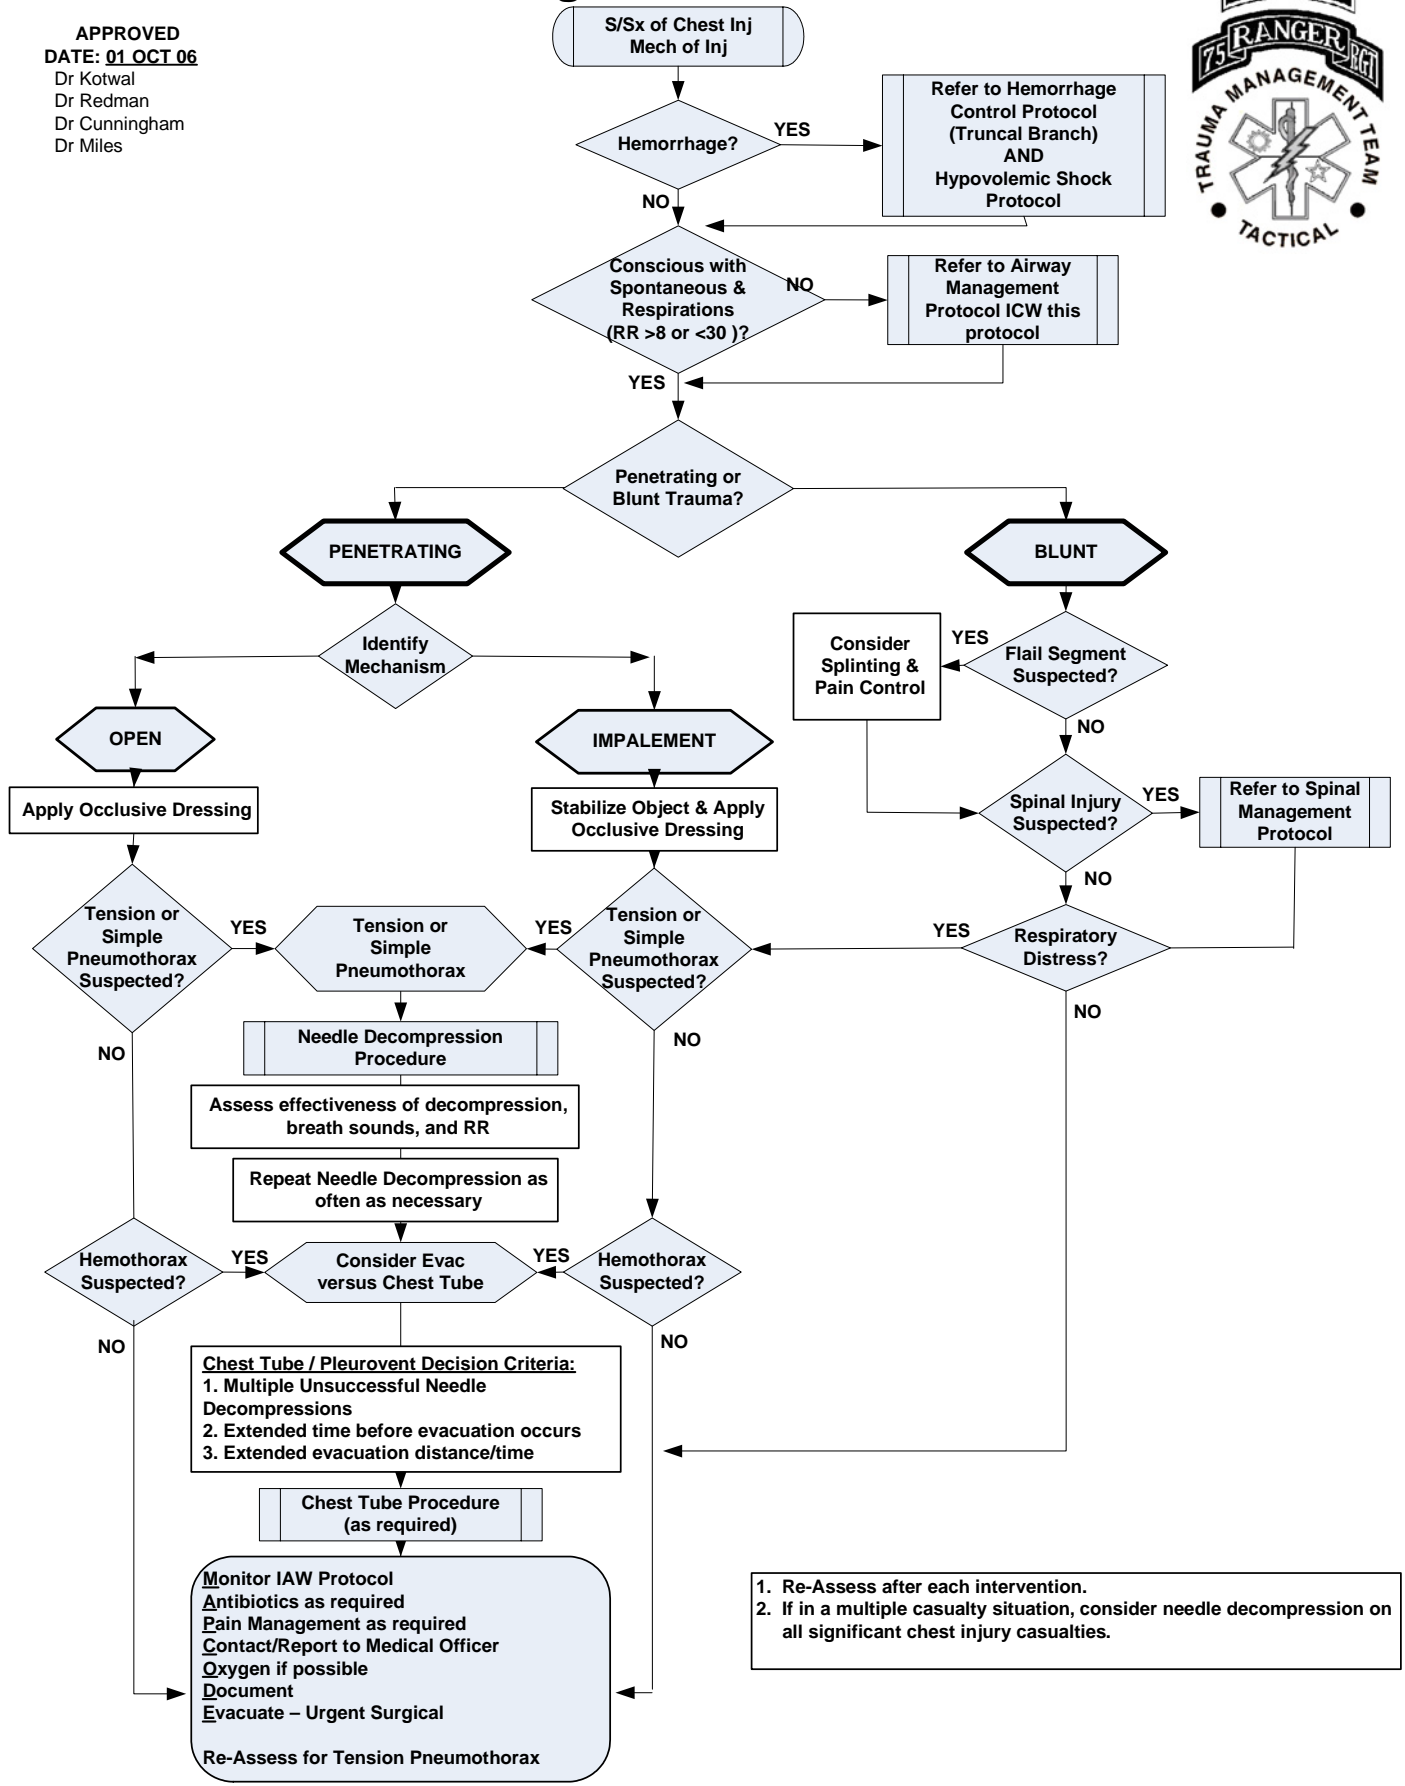 APPROVED
DATE: 01 OCT 06
Dr Kotwal
Dr Redman
Dr Cunningham
Dr Miles
75 RANGER RGT
TRAUMA MANAGEMENT TEAM
TACTICAL
S/Sx of Chest Inj
Mech of Inj
Hemorrhage?
YES
Refer to Hemorrhage
Control Protocol
(Truncal Branch)
AND
Hypovolemic Shock
Protocol
NO
Conscious with
Spontaneous &
Respirations
(RR >8 or <30 )?
NO
Refer to Airway
Management
Protocol ICW this
protocol
YES
Penetrating or
Blunt Trauma?
PENETRATING
BLUNT
Identify
Mechanism
Consider
Splinting &
Pain Control
YES
Flail Segment
Suspected?
NO
OPEN
IMPALEMENT
Apply Occlusive Dressing
Stabilize Object & Apply
Occlusive Dressing
Spinal Injury
Suspected?
YES
Refer to Spinal
Management
Protocol
NO
Tension or
Simple
Pneumothorax
Suspected?
YES
Tension or
Simple
Pneumothorax
YES
Tension or
Simple
Pneumothorax
Suspected?
YES
Respiratory
Distress?
NO
NO
NO
Needle Decompression
Procedure
Assess effectiveness of decompression,
breath sounds, and RR
Repeat Needle Decompression as
often as necessary
Hemothorax
Suspected?
YES
Consider Evac
versus Chest Tube
YES
Hemothorax
Suspected?
NO
NO
Chest Tube / Pleurovent Decision Criteria:
1. Multiple Unsuccessful Needle
Decompressions
2. Extended time before evacuation occurs
3. Extended evacuation distance/time
Chest Tube Procedure
(as required)
Monitor IAW Protocol
Antibiotics as required
Pain Management as required
Contact/Report to Medical Officer
Oxygen if possible
Document
Evacuate – Urgent Surgical
Re-Assess for Tension Pneumothorax
1. Re-Assess after each intervention.
2. If in a multiple casualty situation, consider needle decompression on
all significant chest injury casualties.